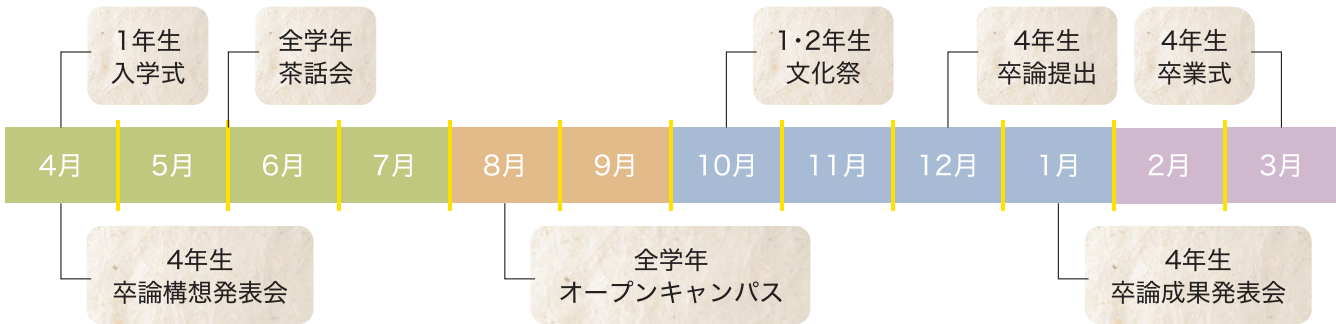 1年生
入学式
全学年
茶話会
1・2年生
文化祭
4年生
卒論提出
4年生
卒業式
4月
5月
6月
7月
8月
9月
10月
11月
12月
1月
2月
3月
4年生
卒論構想発表会
全学年
オープンキャンパス
4年生
卒論成果発表会